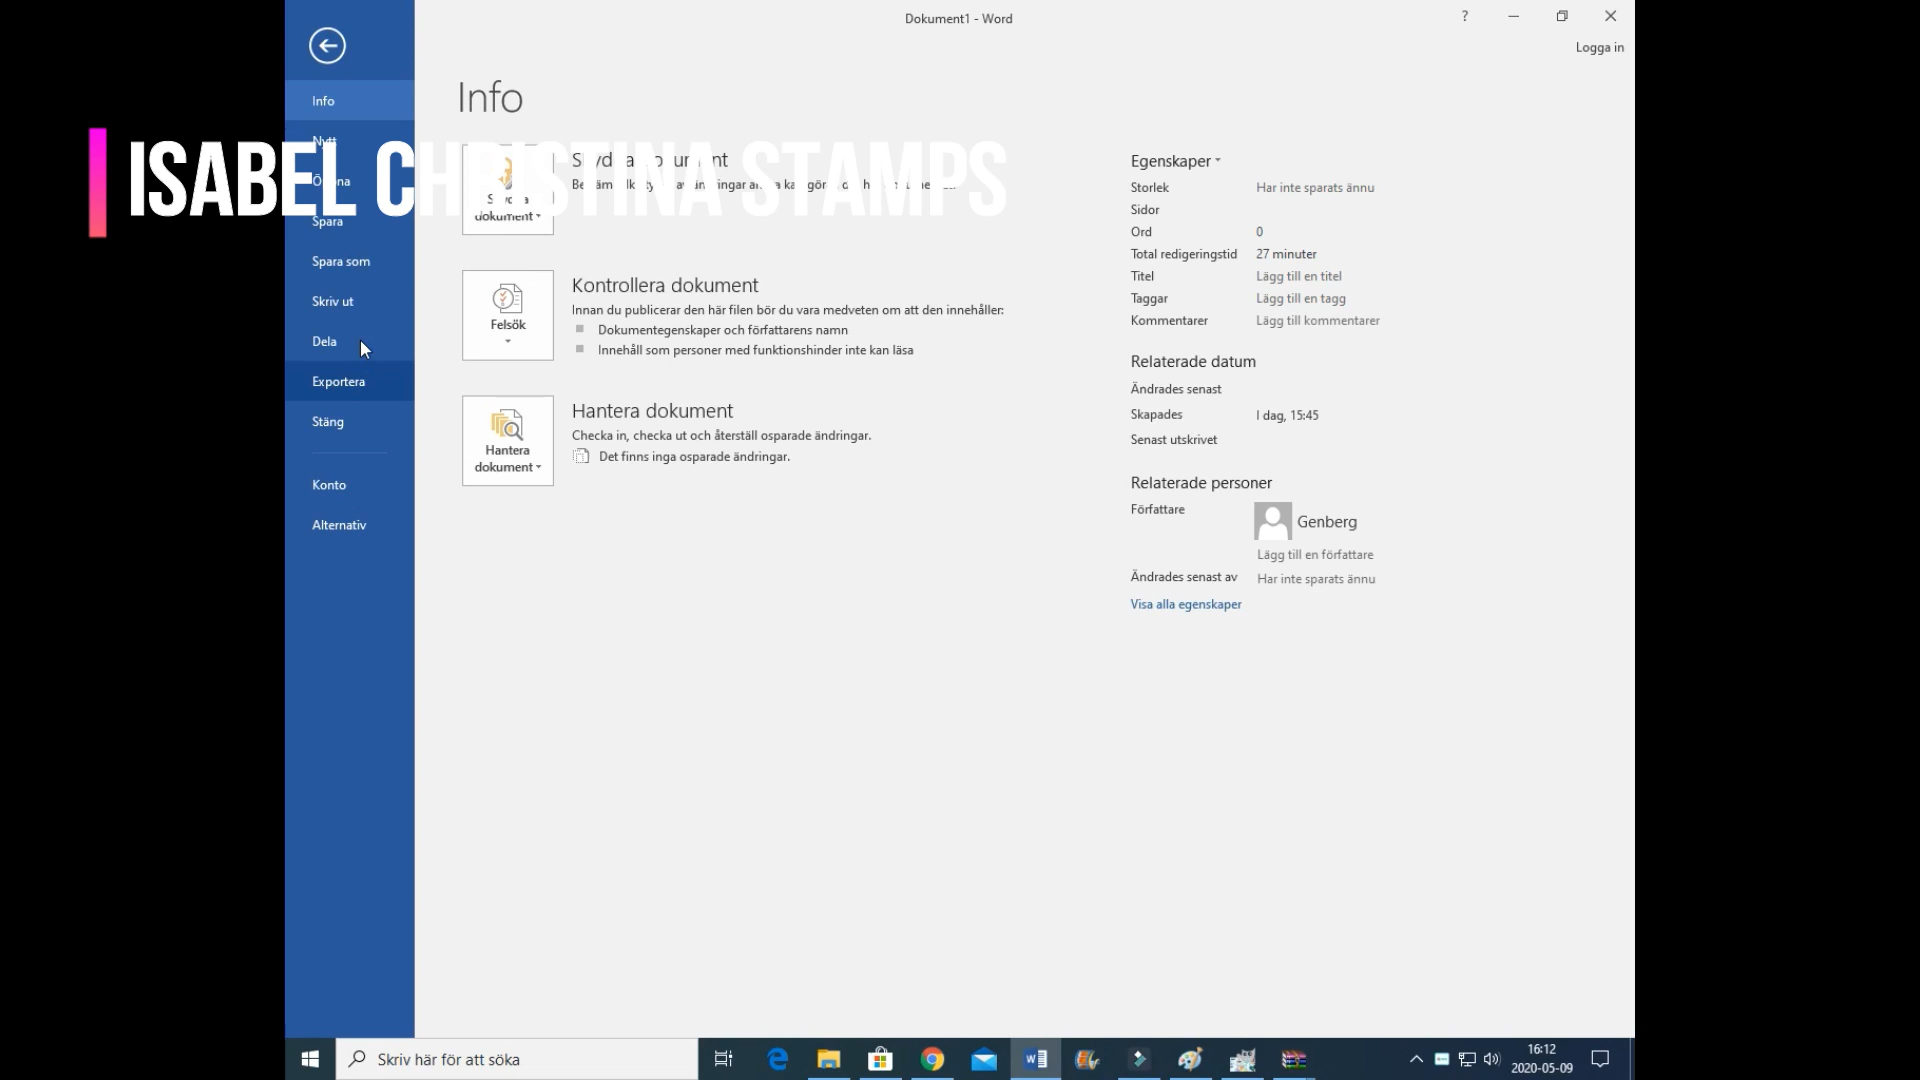 Dokument1 - Word
?
Logga in
Info
Info
Nytt
ISABEL CHRISTINA STAMPS
Spara
Spara som
Skriv ut
Dela
Exportera
Stäng
Konto
Alternativ
dokument
Kontrollera dokument
Innan du publicerar den här filen bör du vara medveten om att den innehåller:
Dokumentegenskaper och författarens namn
Innehåll som personer med funktionshinder inte kan läsa
Felsök
Hantera dokument
Checka in, checka ut och återställ osparade ändringar.
Det finns inga osparade ändringar.
Hantera
dokument
Egenskaper
Storlek Har inte sparats ännu
Sidor
Ord 0
Total redigeringstid 27 minuter
Titel Lägg till en titel
Taggar Lägg till en tagg
Kommentarer Lägg till kommentarer
Relaterade datum
Ändrades senast
Skapades I dag, 15:45
Senast utskrivet
Relaterade personer
Författare
Genberg
Lägg till en författare
Ändrades senast av Har inte sparats ännu
Visa alla egenskaper
Skriv här för att söka
16:12
2020-05-09